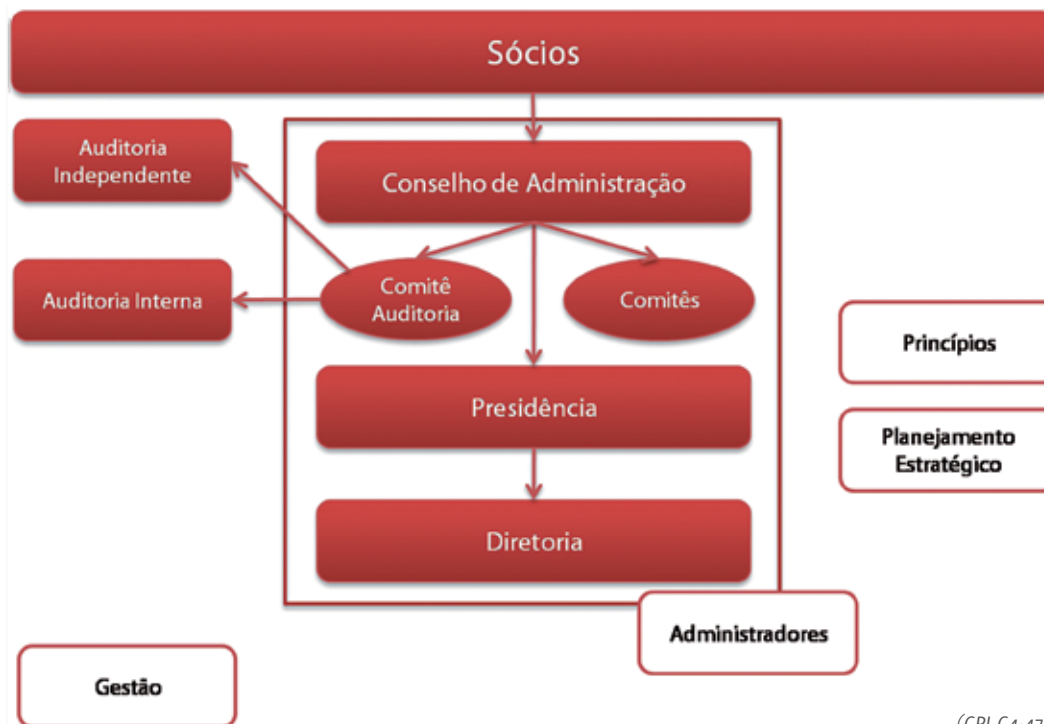 Sócios
Auditoria
Independente
Conselho de Administração
Auditoria Interna
Comitê
Auditoria
Comitês
Princípios
Presidência
Planejamento
Estratégico
Diretoria
Administradores
Gestão